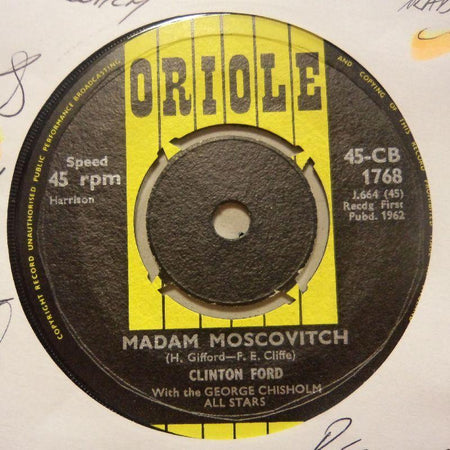 ORIOLE
Speed
45 rpm
Harrison
45-CB
1768
J.664 (45)
Recdg First
Pubd. 1962
MADAM MOSCOVITCH
(H. Gifford—F. E. Cliffe)
CLINTON FORD
With the GEORGE CHISHOLM
ALL STARS
COPYRIGHT RECORD UNAUTHORISED PUBLIC PERFORMANCE BROADCASTING
AND COPYING OF THIS RECORD